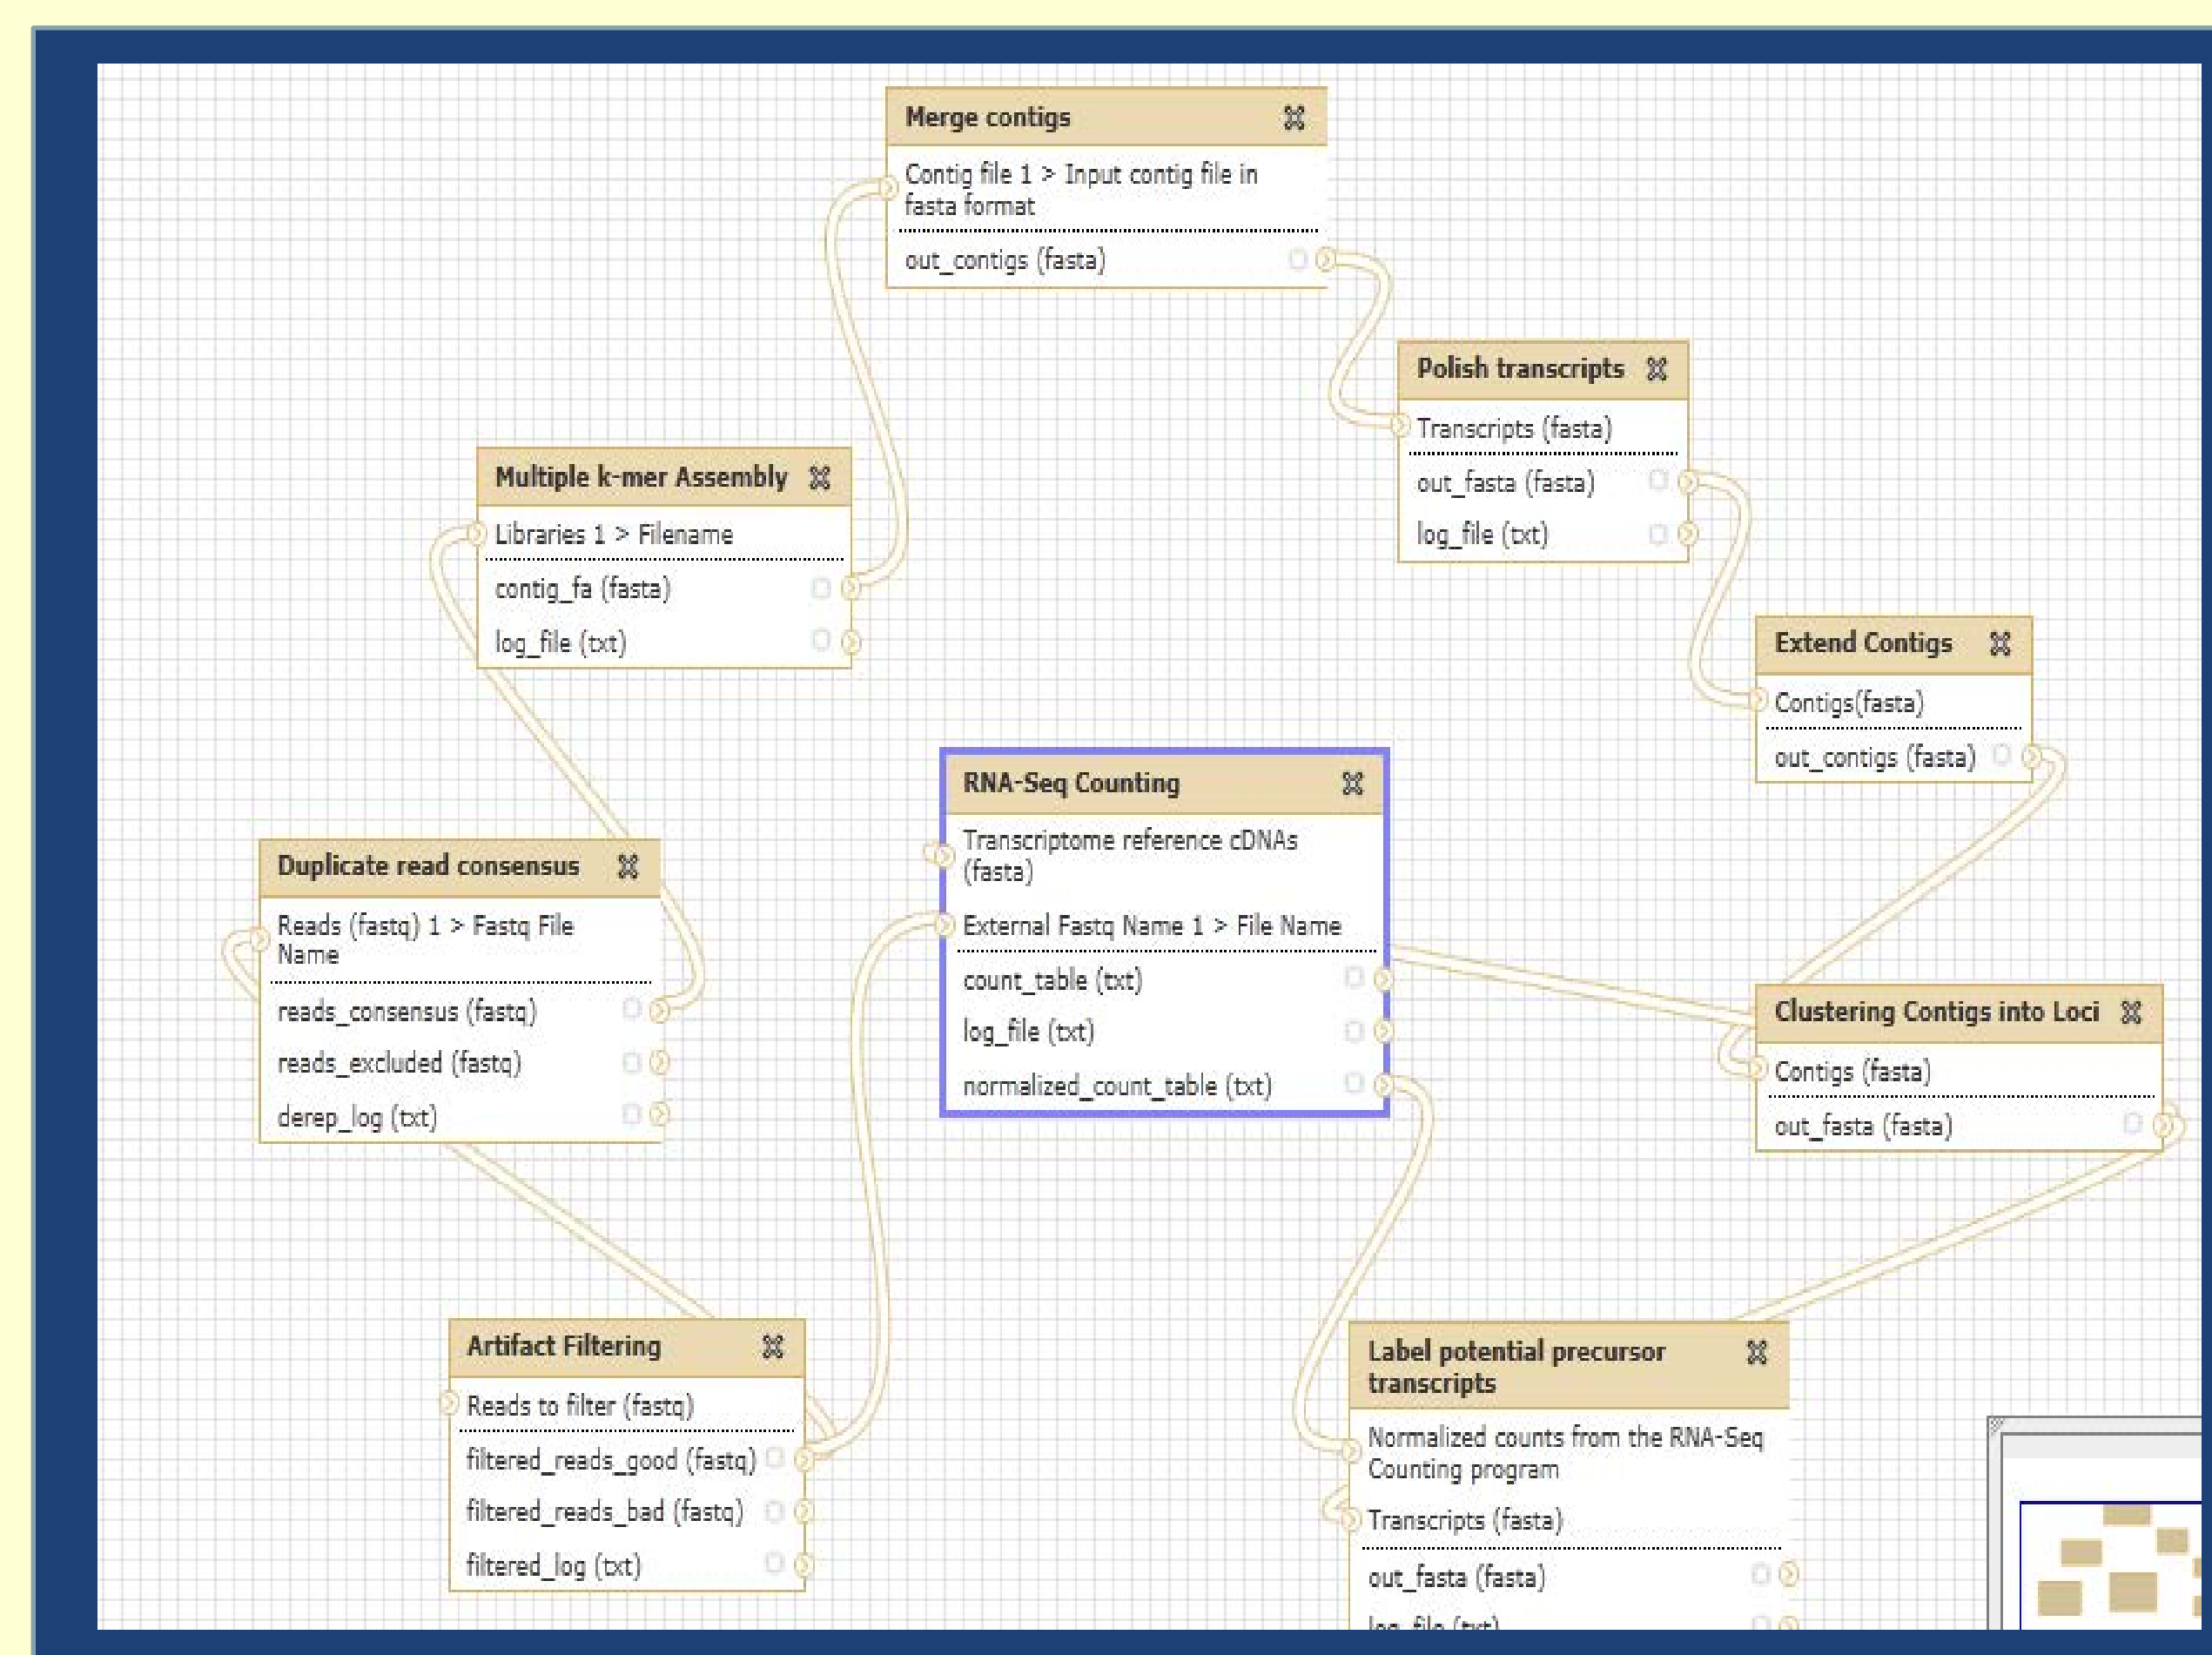 Merge contigs
Contig file 1 > Input contig file in
fasta format
out_contigs (fasta)
Polish transcripts
Transcripts (fasta)
out_fasta (fasta)
log_file (txt)
Multiple k-mer Assembly
Libraries 1 > Filename
contig_fa (fasta)
log_file (txt)
Extend Contigs
Contigs(fasta)
out_contigs (fasta)
RNA-Seq Counting
Transcriptome reference cDNAs
(fasta)
External Fastq Name 1 > File Name
count_table (txt)
log_file (txt)
normalized_count_table (txt)
Duplicate read consensus
Reads (fastq) 1 > Fastq File
Name
reads_consensus (fastq)
reads_excluded (fastq)
derep_log (txt)
Clustering Contigs into Loci
Contigs (fasta)
out_fasta (fasta)
Artifact Filtering
Reads to filter (fastq)
filtered_reads_good (fastq)
filtered_reads_bad (fastq)
filtered_log (txt)
Label potential precursor
transcripts
Normalized counts from the RNA-Seq
Counting program
Transcripts (fasta)
out_fasta (fasta)
log_file (txt)